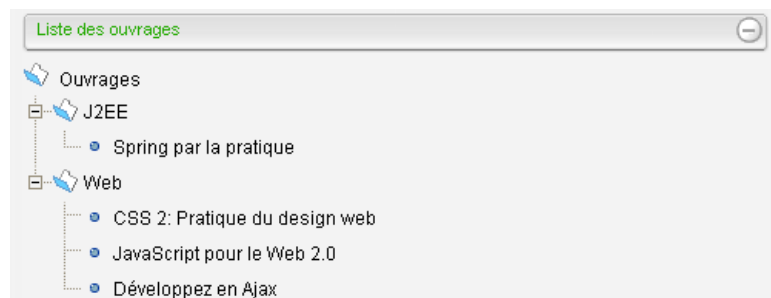 Liste des ouvrages
Ouvrages
J2EE
Spring par la pratique
Web
CSS 2: Pratique du design web
JavaScript pour le Web 2.0
Développez en Ajax